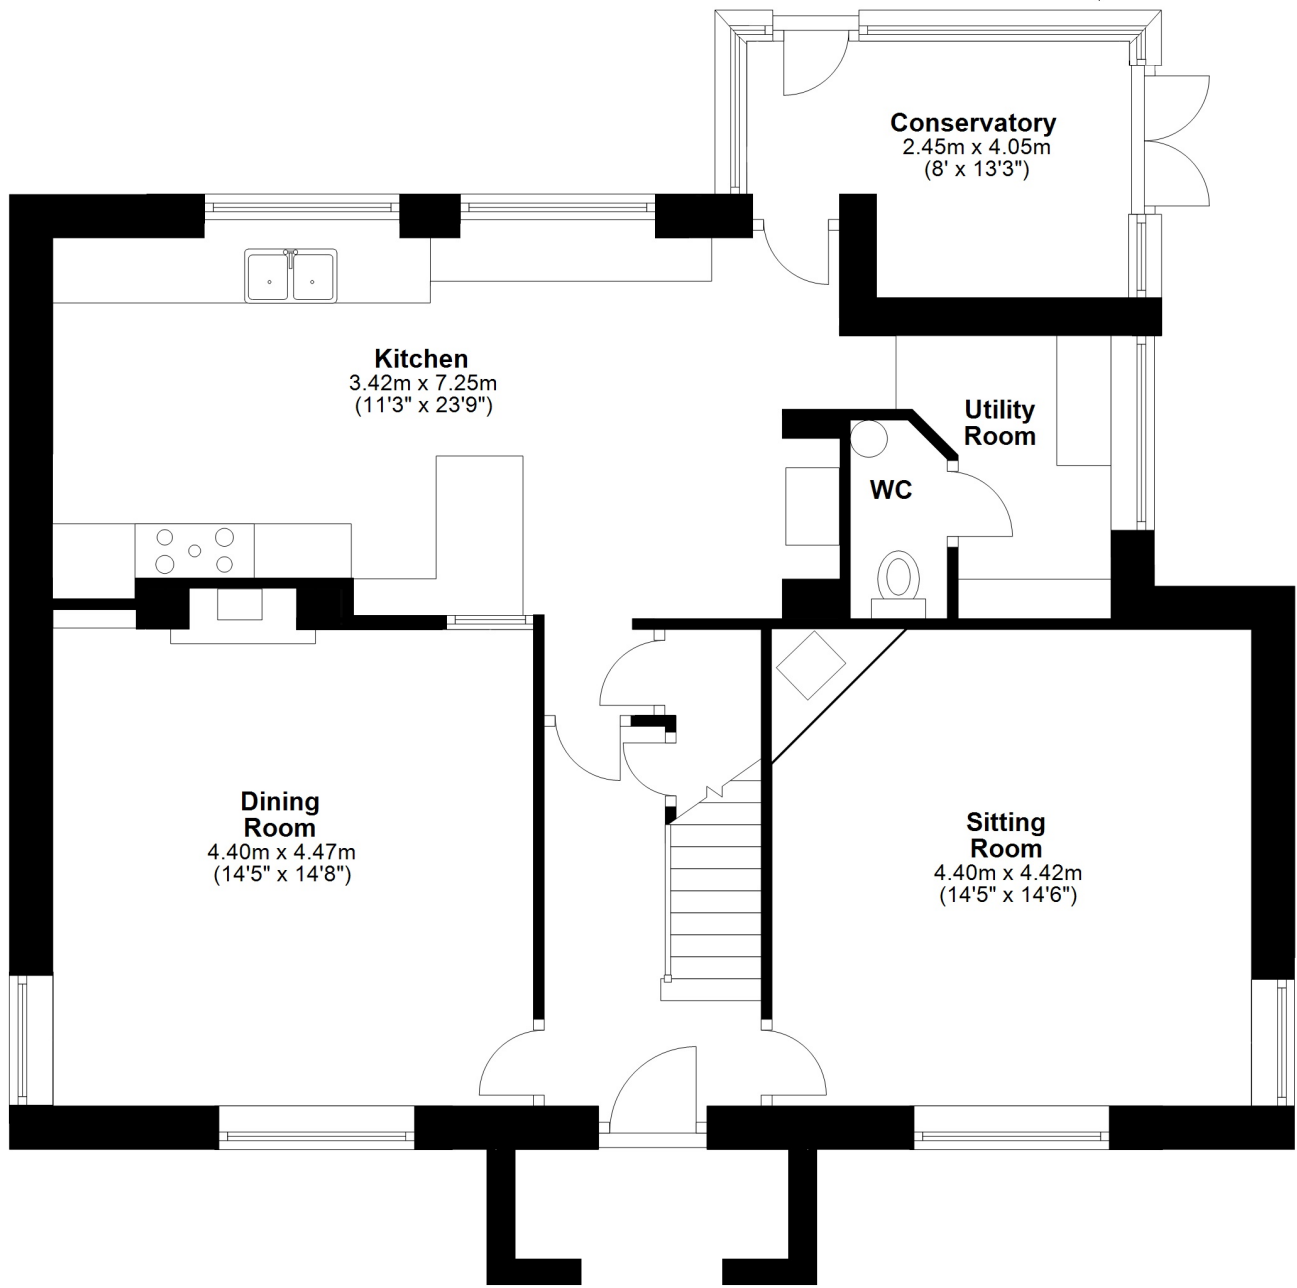 Conservatory
2.45m x 4.05m
(8' x 13'3")
Kitchen
3.42m x 7.25m
(11'3" x 23'9")
Utility
Room
WC
Dining
Room
4.40m x 4.47m
(14'5" x 14'8")
Sitting
Room
4.40m x 4.42m
(14'5" x 14'6")